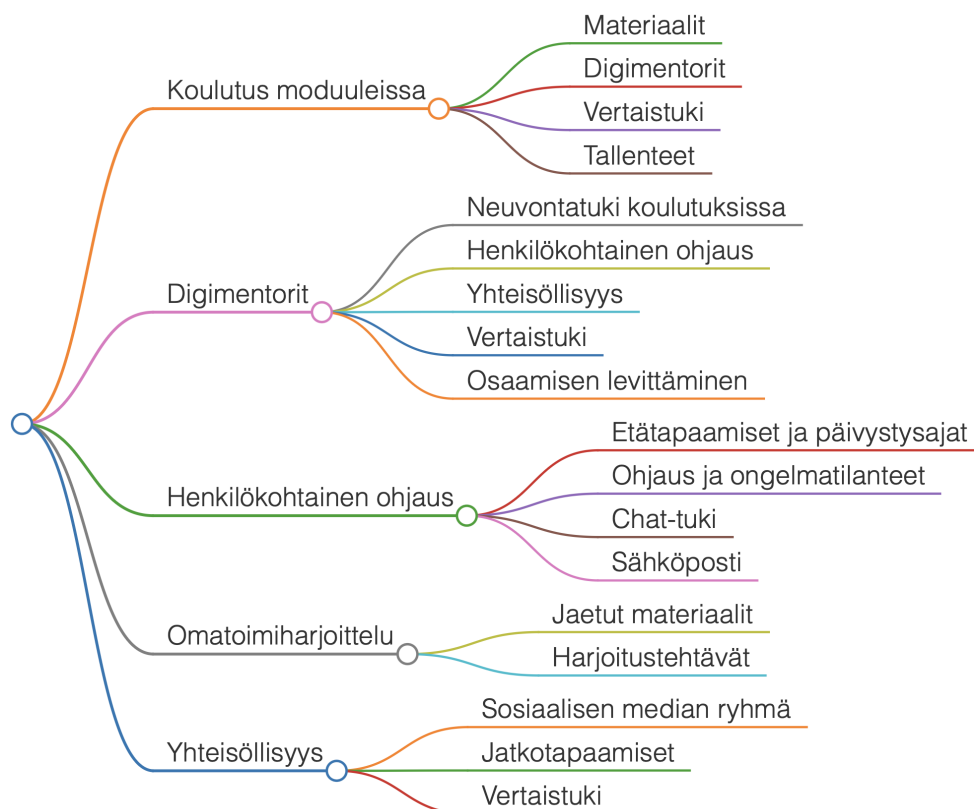 Koulutus moduuleissa
Materiaalit
Digimentorit
Vertaistuki
Tallenteet
Digimentorit
Neuvontatuki koulutuksissa
Henkilökohtainen ohjaus
Yhteisöllisyys
Vertaistuki
Osaamisen levittäminen
Henkilökohtainen ohjaus
Etätapaamiset ja päivystysajat
Ohjaus ja ongelmatilanteet
Chat-tuki
Sähköposti
Omatoimiharjoittelu
Jaetut materiaalit
Harjoitustehtävät
Yhteisöllisyys
Sosiaalisen median ryhmä
Jatkotapaamiset
Vertaistuki